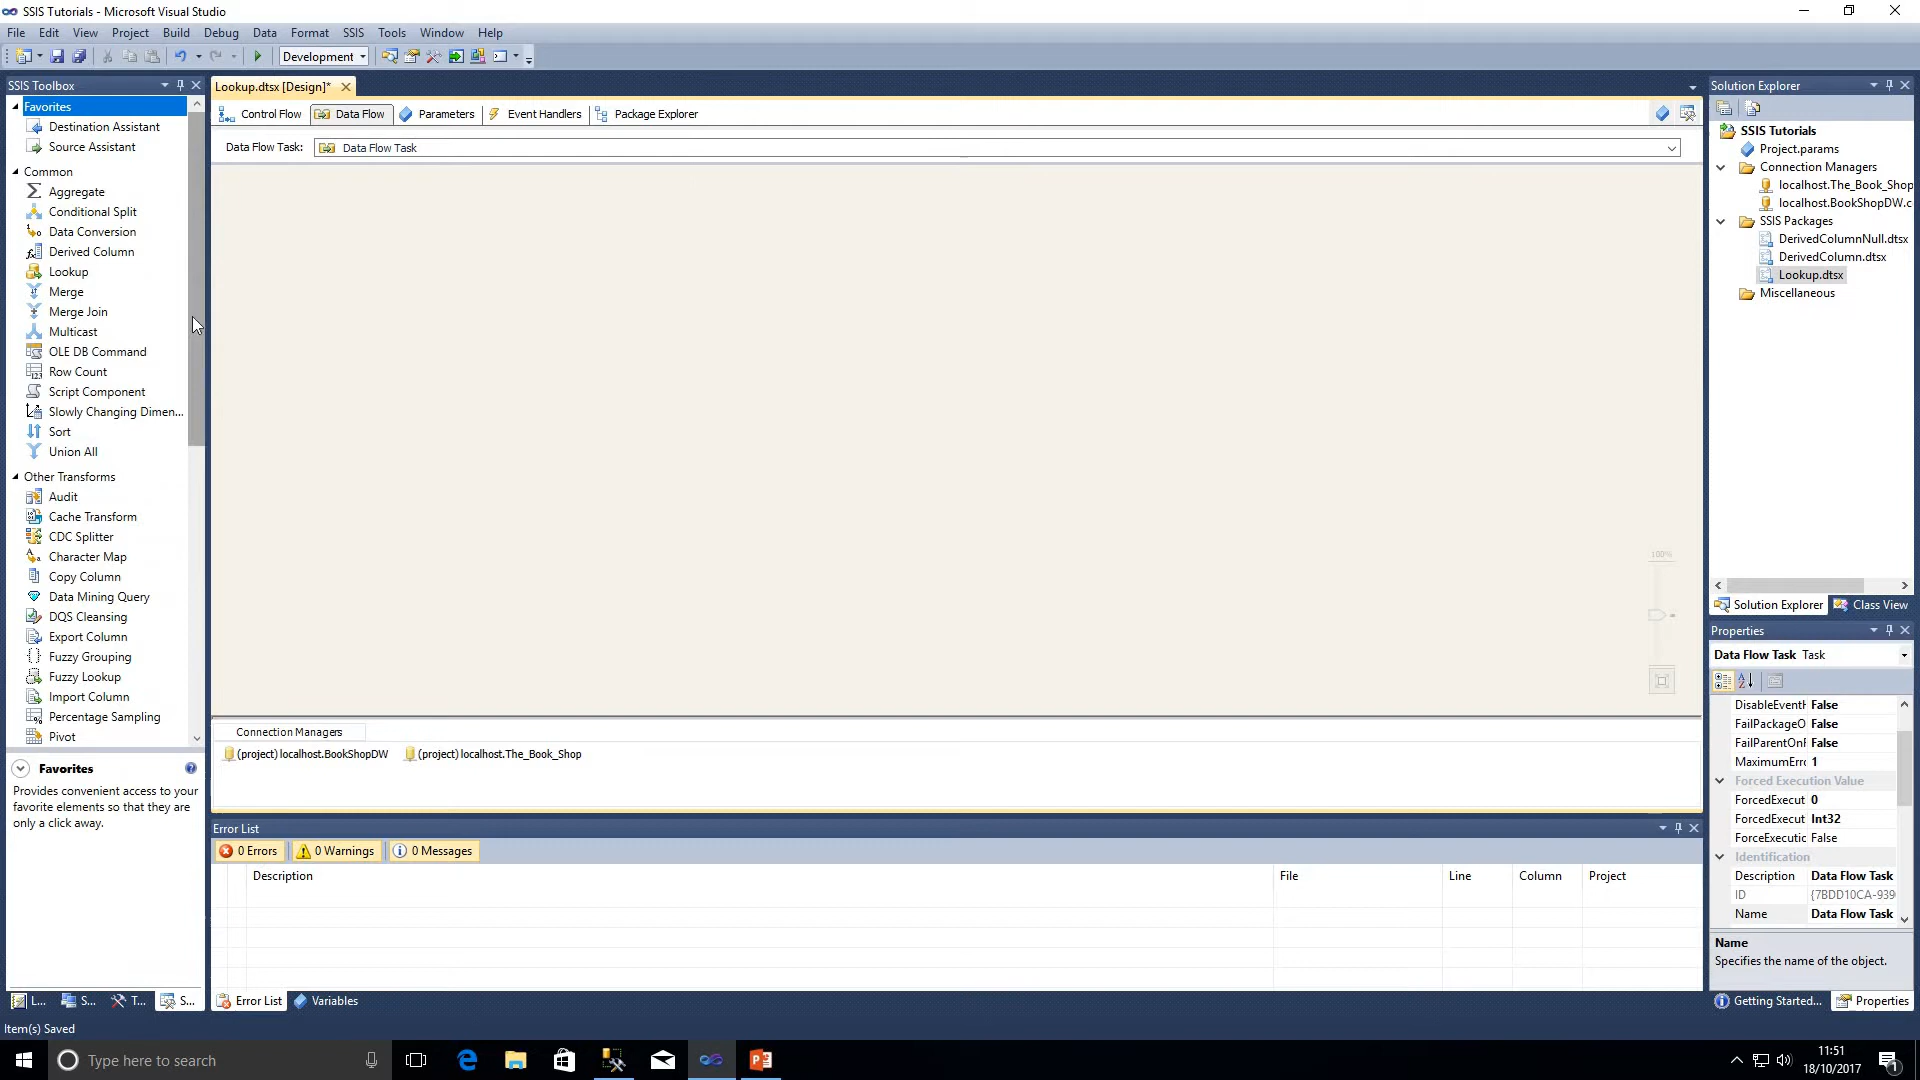 SSIS Tutorials - Microsoft Visual Studio
File Edit View Project Build Debug Data Format SSIS Tools Window Help
Development
SSIS Toolbox
Favorites
Destination Assistant
Source Assistant
Common
Aggregate
Conditional Split
Data Conversion
Derived Column
Lookup
Merge
Merge Join
Multicast
OLE DB Command
Row Count
Script Component
Slowly Changing Dimen...
Sort
Union All
Other Transforms
Audit
Cache Transform
CDC Splitter
Character Map
Copy Column
Data Mining Query
DQS Cleansing
Export Column
Fuzzy Grouping
Fuzzy Lookup
Import Column
Percentage Sampling
Pivot
Favorites
Provides convenient access to your
favorite elements so that they are
only a click away.
L... S... T... S...
Lookup.dtsx [Design]*
Control Flow Data Flow Parameters Event Handlers Package Explorer
Data Flow Task: Data Flow Task
100%
Connection Managers
(project) localhost.BookShopDW (project) localhost.The_Book_Shop
Error List
0 Errors 0 Warnings 0 Messages
Description File Line Column Project
Error List Variables
Solution Explorer
SSIS Tutorials
Project.params
Connection Managers
localhost.The_Book_Shop
localhost.BookShopDW.c
SSIS Packages
DerivedColumnNull.dtsx
DerivedColumn.dtsx
Lookup.dtsx
Miscellaneous
Solution Explorer Class View
Properties
Data Flow Task Task
DisableEventH False
FailPackageO False
FailParentOnF False
MaximumErrc 1
Forced Execution Value
ForcedExecut 0
ForcedExecut Int32
ForceExecutic False
Identification
Description Data Flow Task
ID {7BDD10CA-939
Name Data Flow Task
Name
Specifies the name of the object.
Getting Started... Properties
Item(s) Saved
Type here to search
11:51
18/10/2017